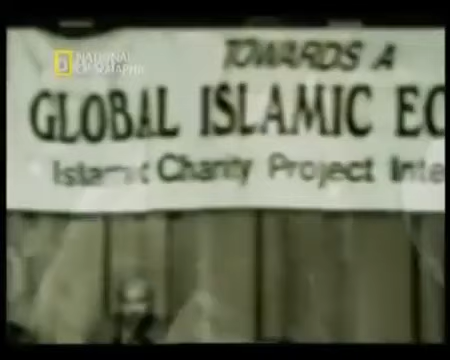 NATIONAL
GEOGRAPHIC
TOWARDS A
GLOBAL ISLAMIC EC
Islamic Charity Project Inte